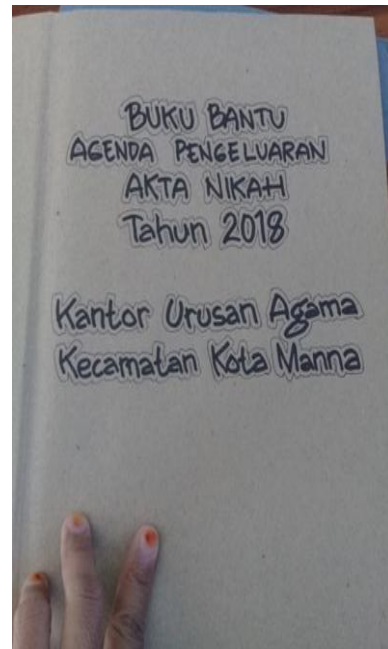 BUKU BANTU
AGENDA PENGELUARAN
AKTA NIKAH
Tahun 2018
Kantor Urusan Agama
Kecamatan Kota Manna